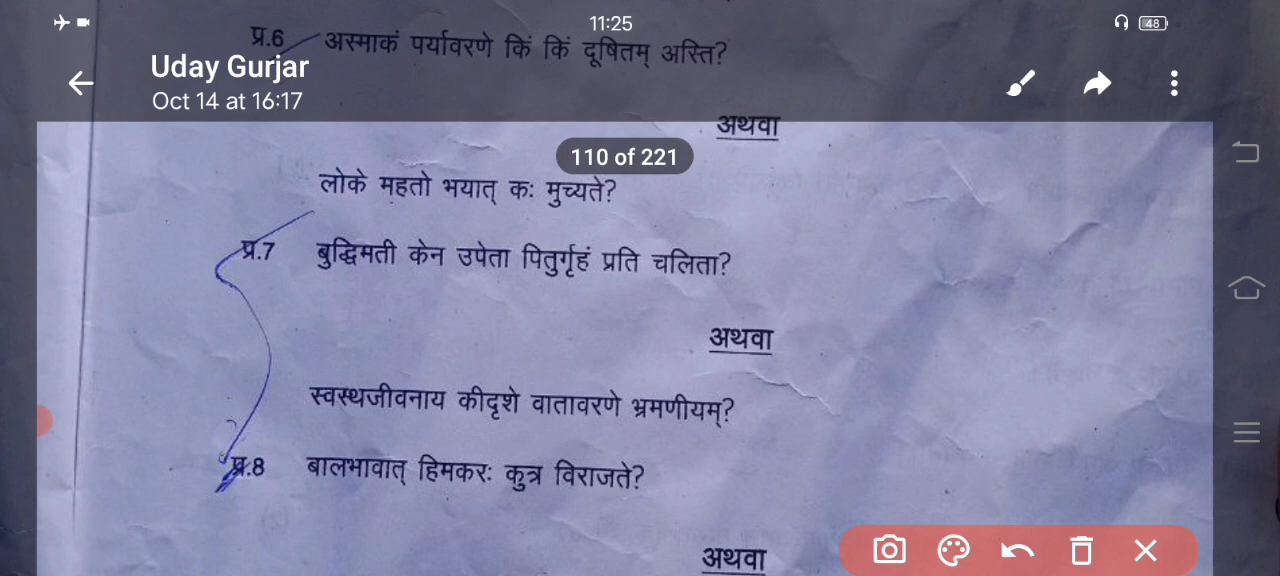 11:25
48
प्र.6 अस्माकं पर्यावरणे किं किं दूषितम् अस्ति?
Uday Gurjar
Oct 14 at 16:17
अथवा
110 of 221
लोके महतो भयात् कः मुच्यते?
प्र.7 बुद्धिमती केन उपेता पितुर्गृहं प्रति चलिता?
अथवा
स्वस्थजीवनाय कीदृशे वातावरणे भ्रमणीयम्?
प्र.8 बालभावात् हिमकरः कुत्र विराजते?
अथवा